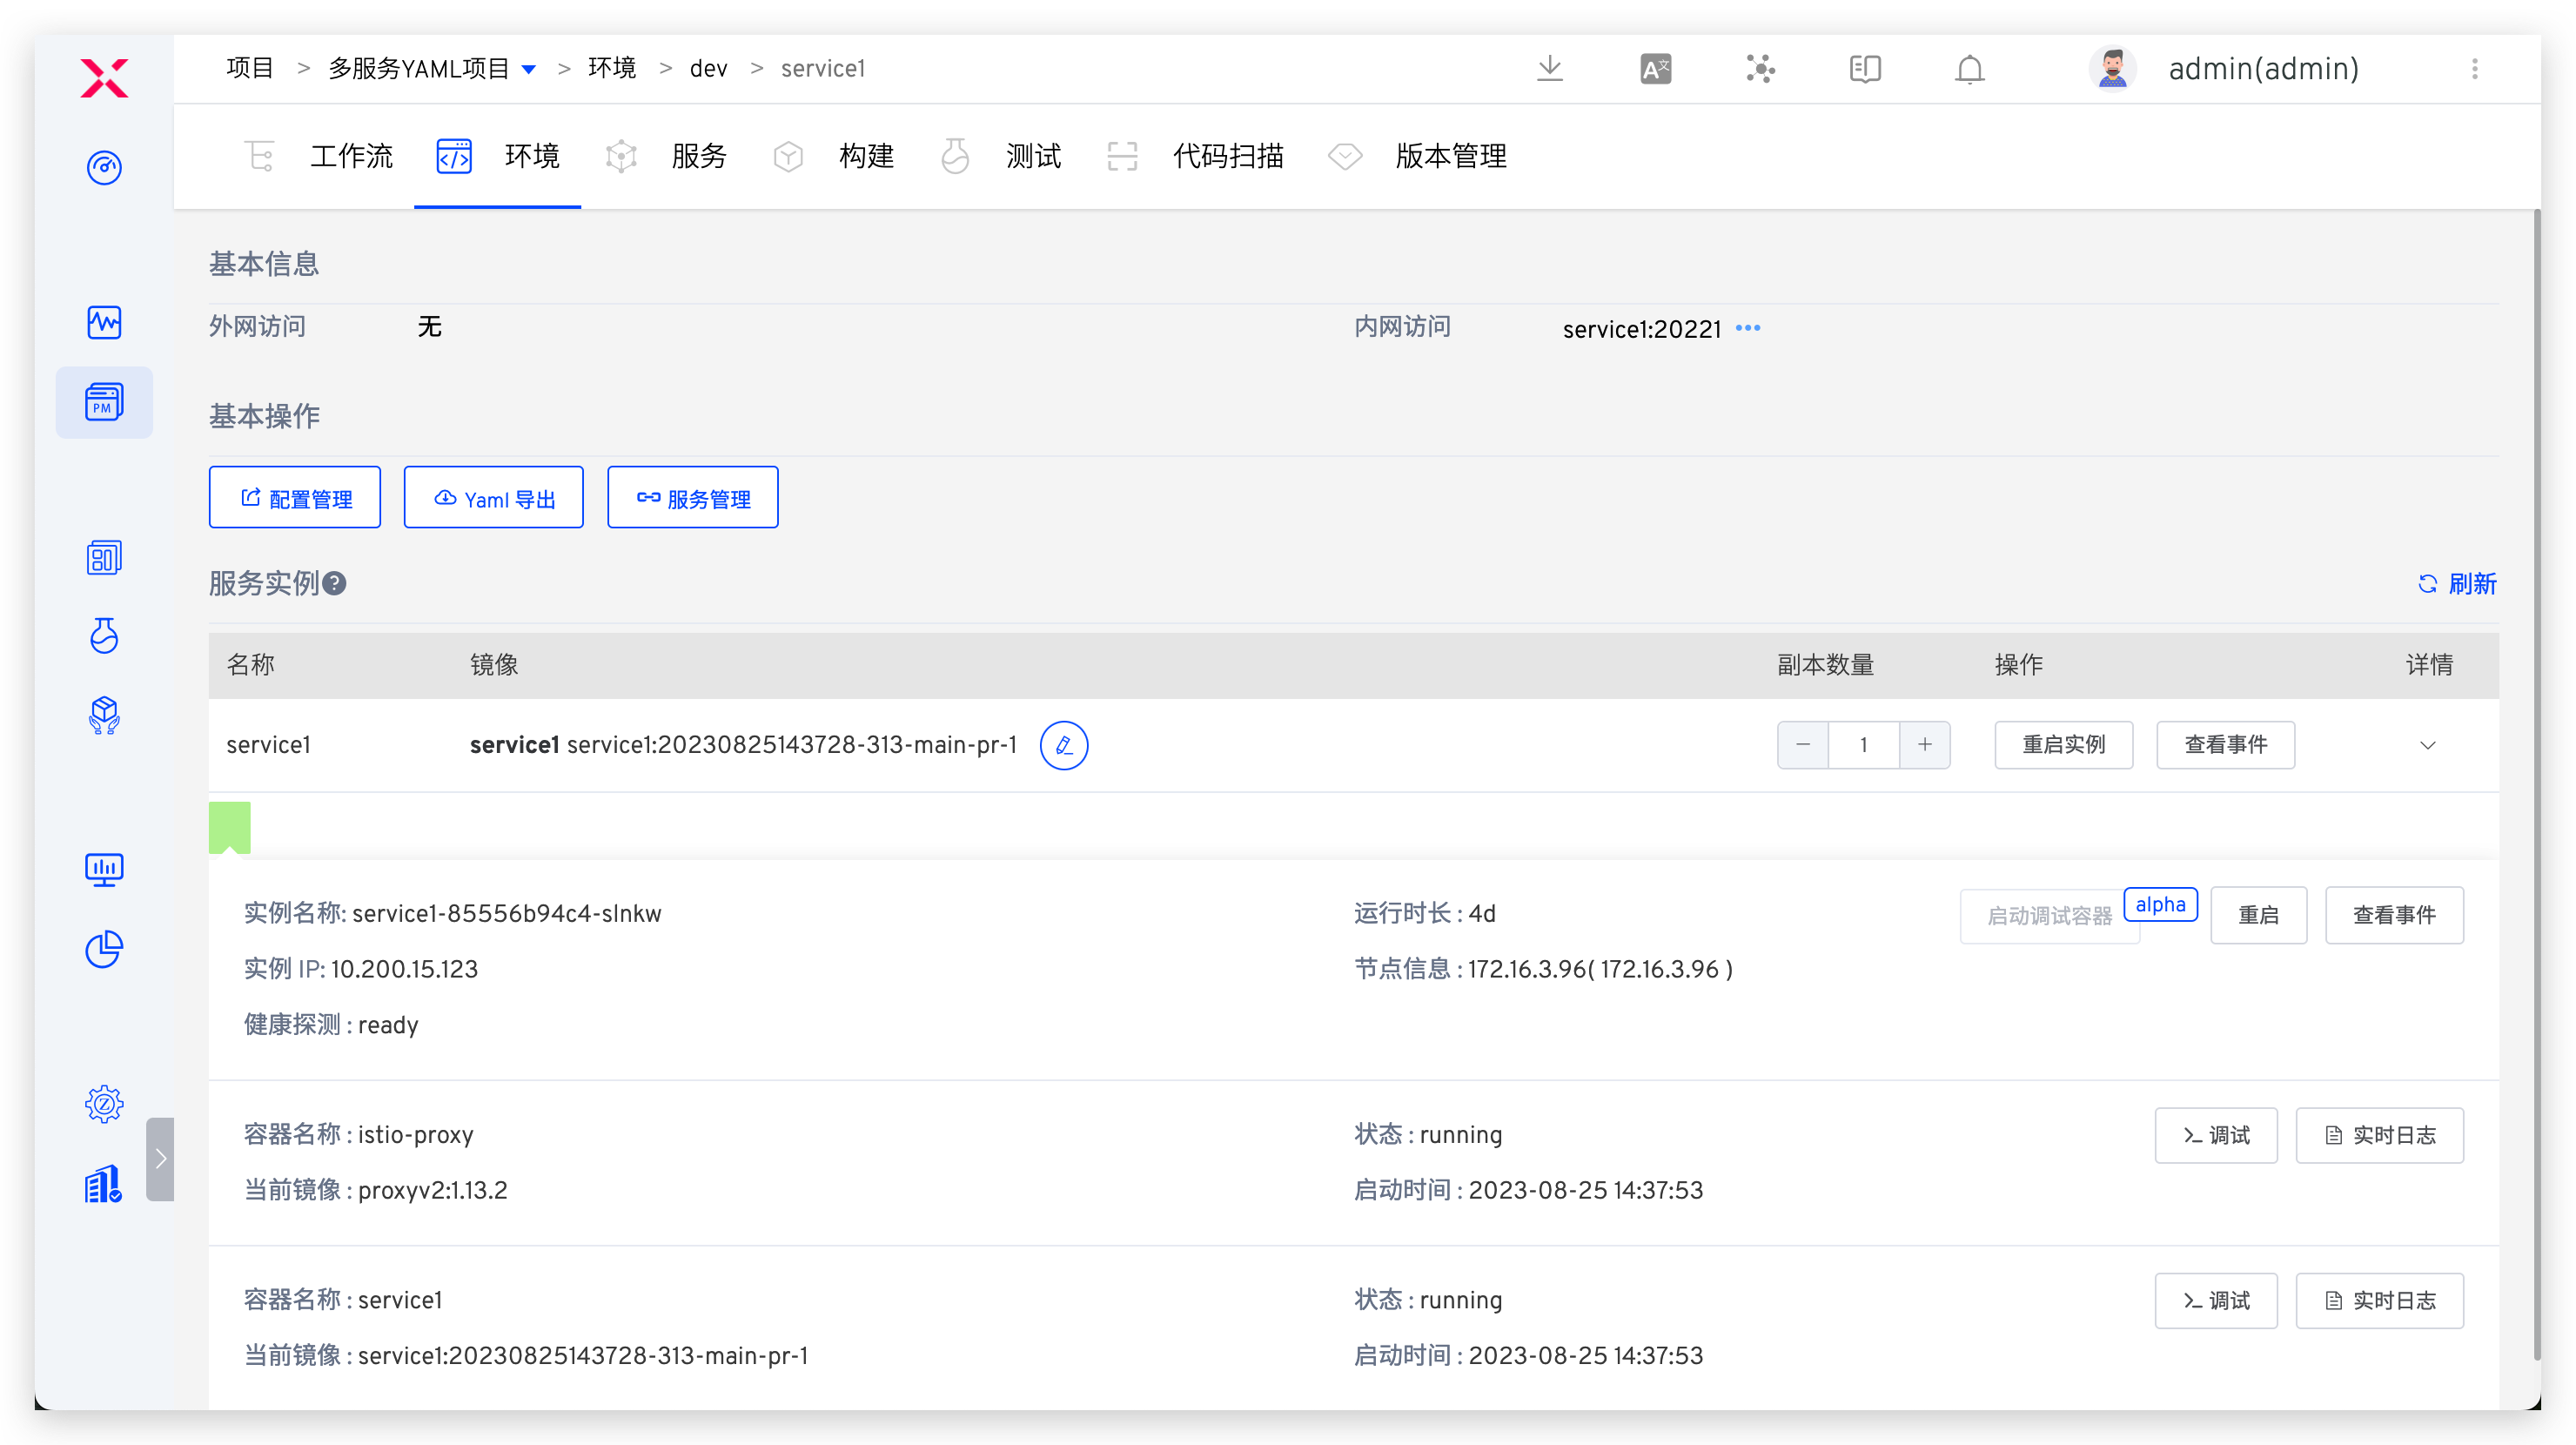 项目 > 多服务YAML项目 > 环境 > dev > service1
A文
admin(admin)
工作流 环境 服务 构建 测试 代码扫描 版本管理
PM
基本信息
外网访问 无 内网访问 service1:20221
基本操作
配置管理 Yaml 导出 服务管理
服务实例 ? 刷新
名称 镜像 副本数量 操作 详情
service1 service1 service1:20230825143728-313-main-pr-1 1 重启实例 查看事件
实例名称: service1-85556b94c4-slnkw 运行时长 : 4d 启动调试容器 alpha 重启 查看事件
实例 IP: 10.200.15.123 节点信息 : 172.16.3.96( 172.16.3.96 )
健康探测 : ready
容器名称 : istio-proxy 状态 : running >_ 调试 实时日志
当前镜像 : proxyv2:1.13.2 启动时间 : 2023-08-25 14:37:53
容器名称 : service1 状态 : running >_ 调试 实时日志
当前镜像 : service1:20230825143728-313-main-pr-1 启动时间 : 2023-08-25 14:37:53